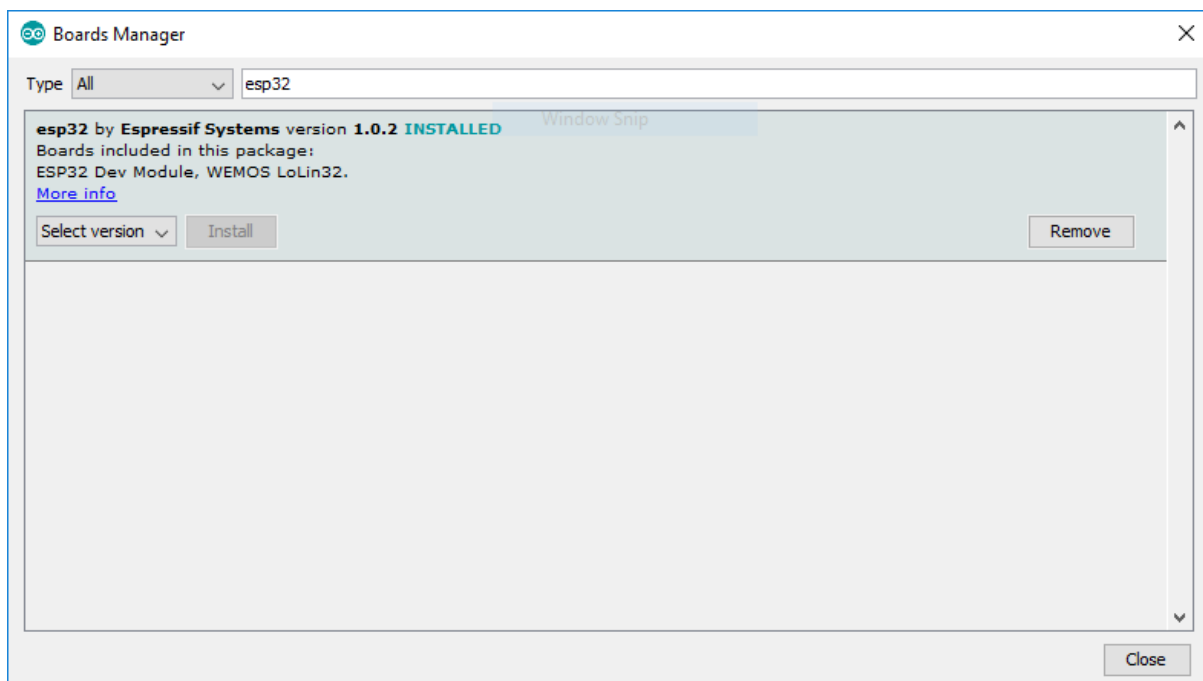 Boards Manager
Type All esp32
Window Snip
esp32 by Espressif Systems version 1.0.2 INSTALLED
Boards included in this package:
ESP32 Dev Module, WEMOS LoLin32.
More info
Select version Install Remove
Close